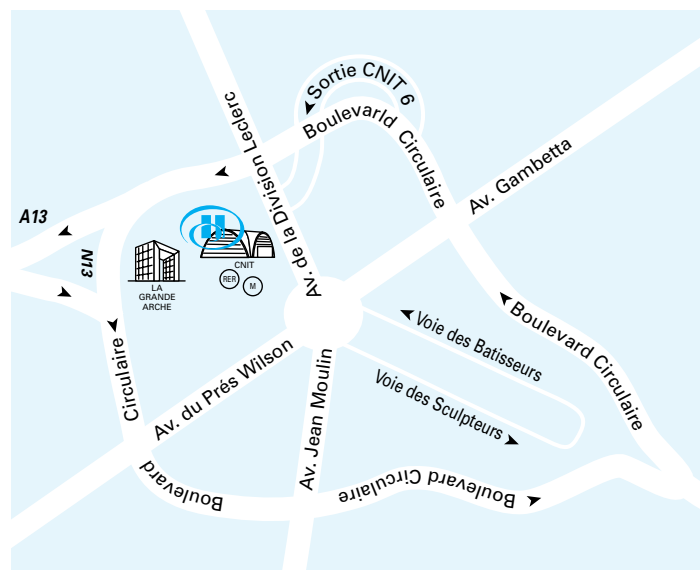 Sortie CNIT 6
Boulevarld Circulaire
Av. de la Division Leclerc
Av. Gambetta
A13
N13
H
CNIT
RER
M
LA
GRANDE
ARCHE
Voie des Batisseurs
Boulevard Circulaire
Voie des Sculpteurs
Circulaire
Av. du Prés Wilson
Av. Jean Moulin
Boulevard
Boulevard Circulaire